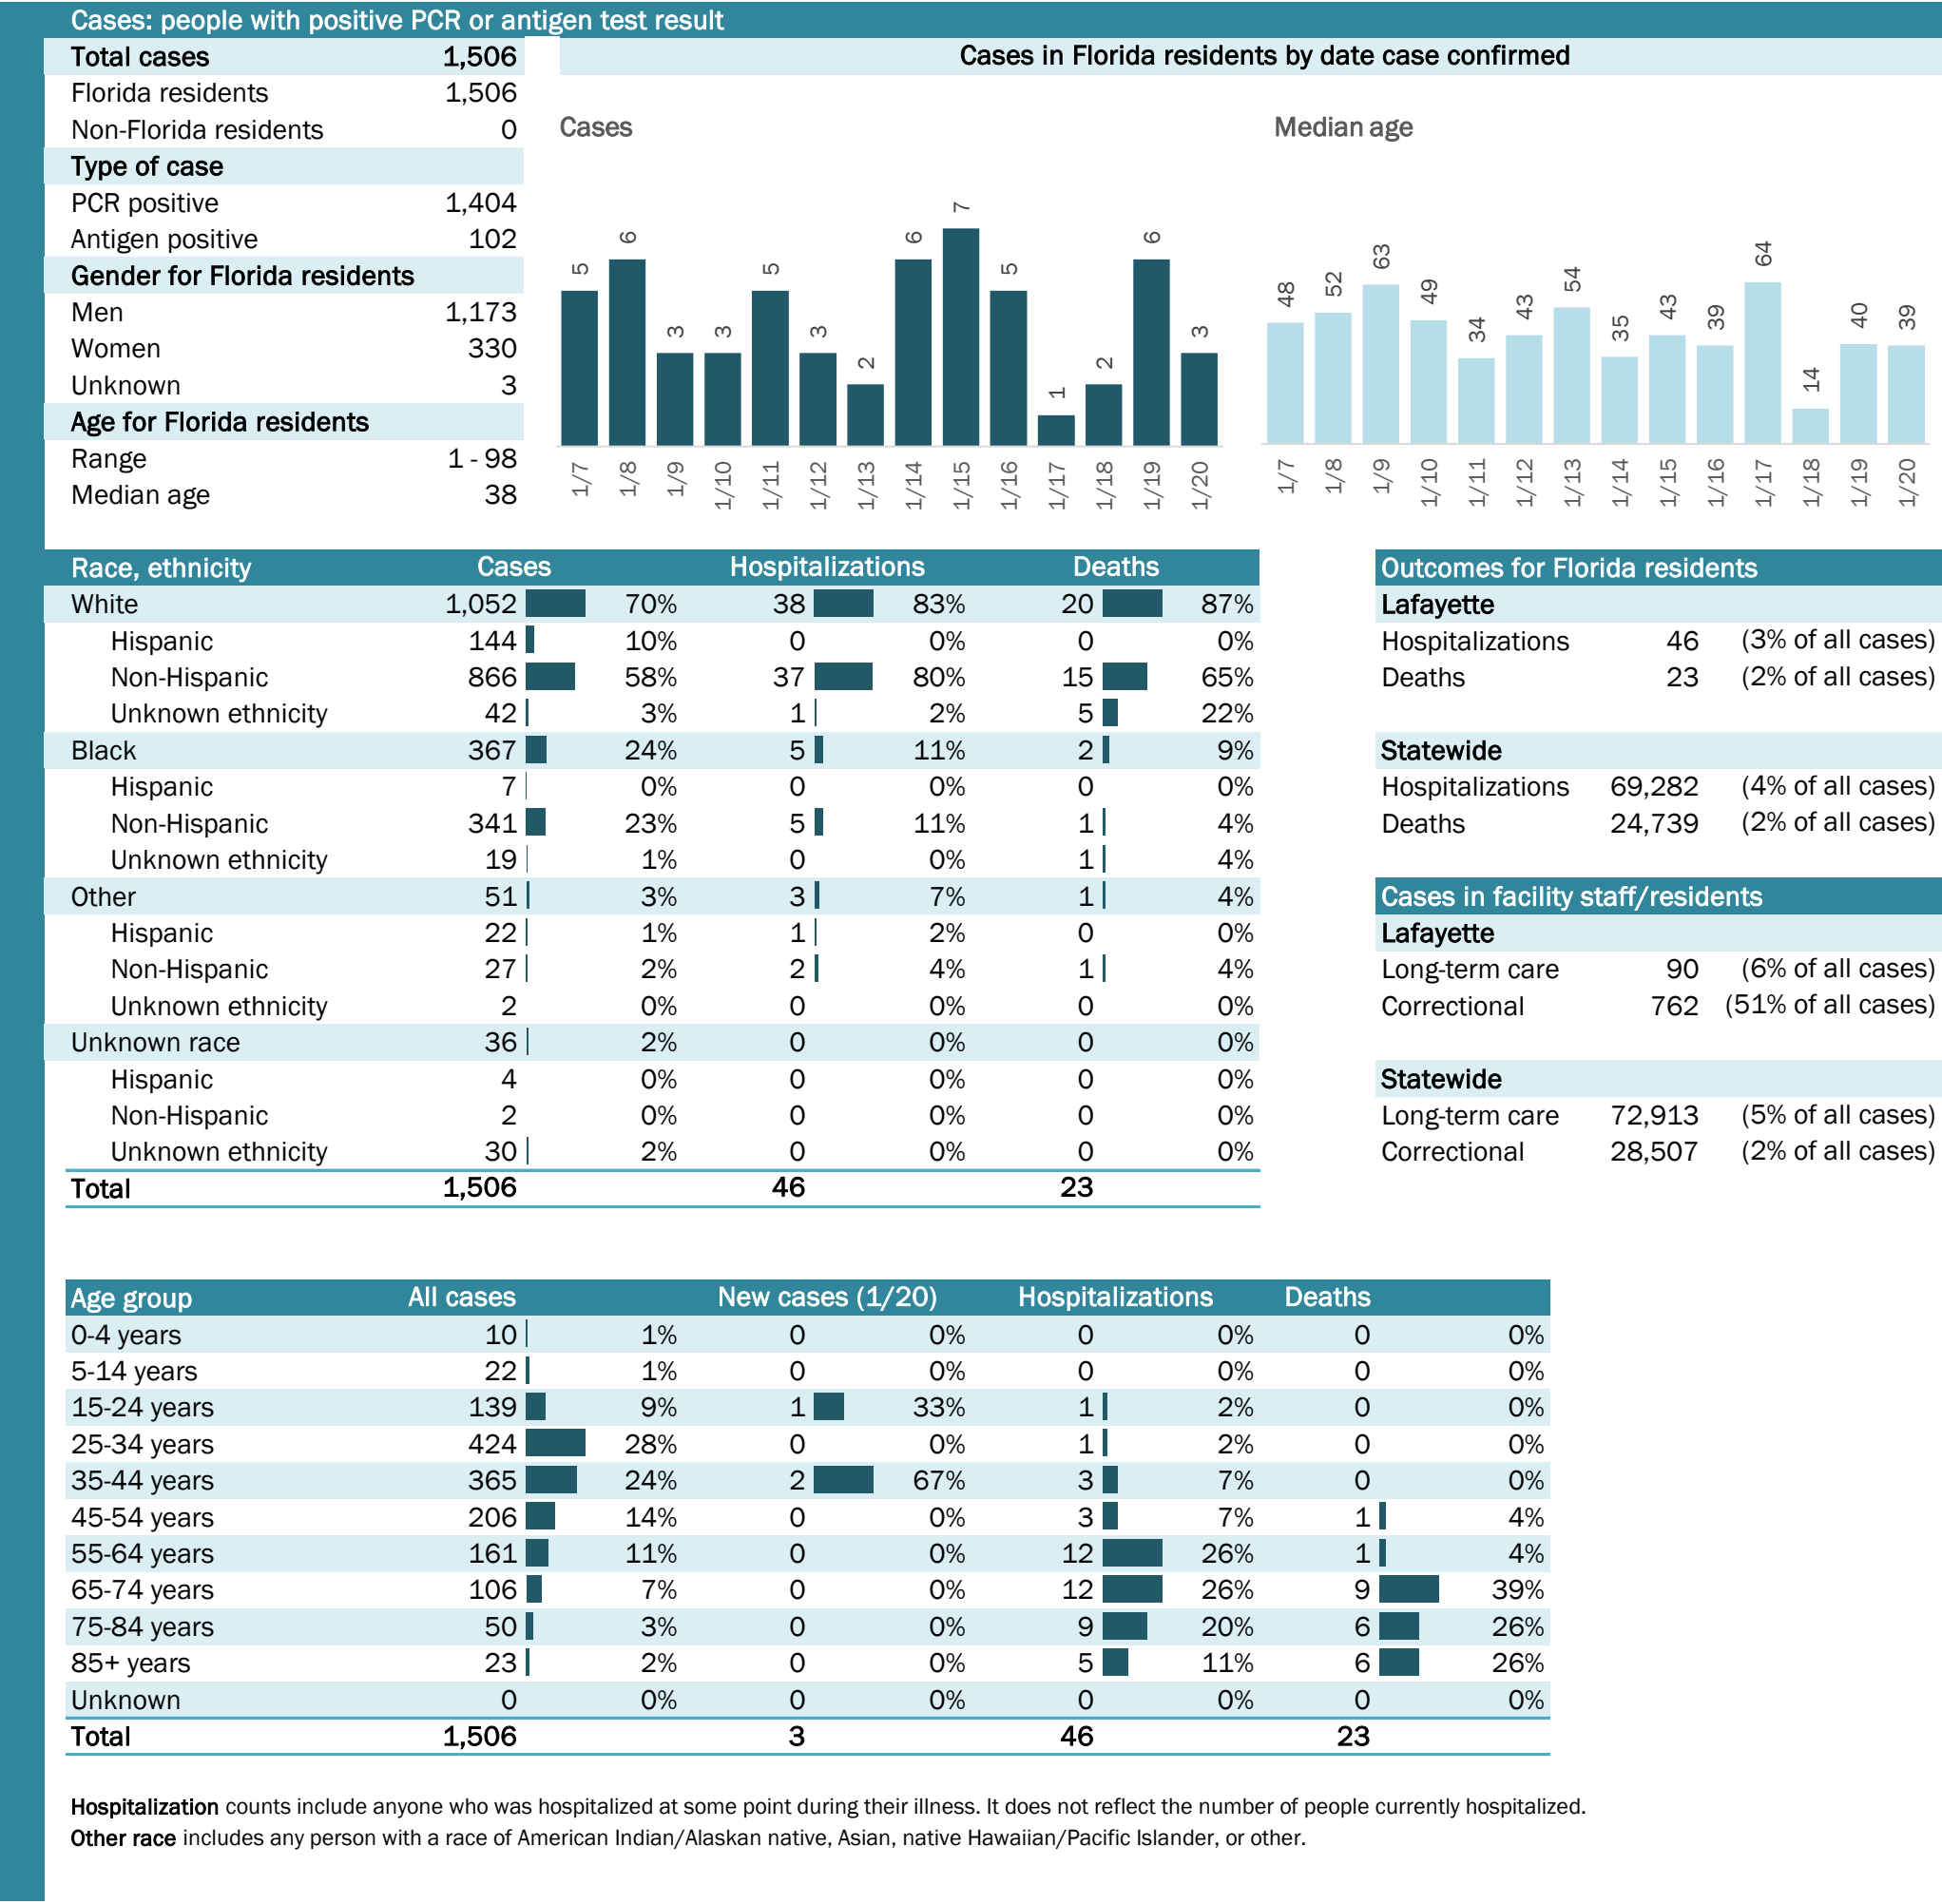 Cases: people with positive PCR or antigen test result
Total cases 1,506
Florida residents 1,506
Non-Florida residents 0
Type of case
PCR positive 1,404
Antigen positive 102
Gender for Florida residents
Men 1,173
Women 330
Unknown 3
Age for Florida residents
Range 1 - 98
Median age 38
Cases in Florida residents by date case confirmed
Cases
5 6 3 3 5 3 2 6 7 5 1 2 6 3
1/7 1/8 1/9 1/10 1/11 1/12 1/13 1/14 1/15 1/16 1/17 1/18 1/19 1/20
Median age
48 52 63 49 34 43 54 35 43 39 64 14 40 39
1/7 1/8 1/9 1/10 1/11 1/12 1/13 1/14 1/15 1/16 1/17 1/18 1/19 1/20
Race, ethnicity Cases Hospitalizations Deaths
White 1,052 70% 38 83% 20 87%
Hispanic 144 10% 0 0% 0 0%
Non-Hispanic 866 58% 37 80% 15 65%
Unknown ethnicity 42 3% 1 2% 5 22%
Black 367 24% 5 11% 2 9%
Hispanic 7 0% 0 0% 0 0%
Non-Hispanic 341 23% 5 11% 1 4%
Unknown ethnicity 19 1% 0 0% 1 4%
Other 51 3% 3 7% 1 4%
Hispanic 22 1% 1 2% 0 0%
Non-Hispanic 27 2% 2 4% 1 4%
Unknown ethnicity 2 0% 0 0% 0 0%
Unknown race 36 2% 0 0% 0 0%
Hispanic 4 0% 0 0% 0 0%
Non-Hispanic 2 0% 0 0% 0 0%
Unknown ethnicity 30 2% 0 0% 0 0%
Total 1,506 46 23
Outcomes for Florida residents
Lafayette
Hospitalizations 46 (3% of all cases)
Deaths 23 (2% of all cases)
Statewide
Hospitalizations 69,282 (4% of all cases)
Deaths 24,739 (2% of all cases)
Cases in facility staff/residents
Lafayette
Long-term care 90 (6% of all cases)
Correctional 762 (51% of all cases)
Statewide
Long-term care 72,913 (5% of all cases)
Correctional 28,507 (2% of all cases)
Age group All cases New cases (1/20) Hospitalizations Deaths
0-4 years 10 1% 0 0% 0 0% 0 0%
5-14 years 22 1% 0 0% 0 0% 0 0%
15-24 years 139 9% 1 33% 1 2% 0 0%
25-34 years 424 28% 0 0% 1 2% 0 0%
35-44 years 365 24% 2 67% 3 7% 0 0%
45-54 years 206 14% 0 0% 3 7% 1 4%
55-64 years 161 11% 0 0% 12 26% 1 4%
65-74 years 106 7% 0 0% 12 26% 9 39%
75-84 years 50 3% 0 0% 9 20% 6 26%
85+ years 23 2% 0 0% 5 11% 6 26%
Unknown 0 0% 0 0% 0 0% 0 0%
Total 1,506 3 46 23
Hospitalization counts include anyone who was hospitalized at some point during their illness. It does not reflect the number of people currently hospitalized.
Other race includes any person with a race of American Indian/Alaskan native, Asian, native Hawaiian/Pacific Islander, or other.